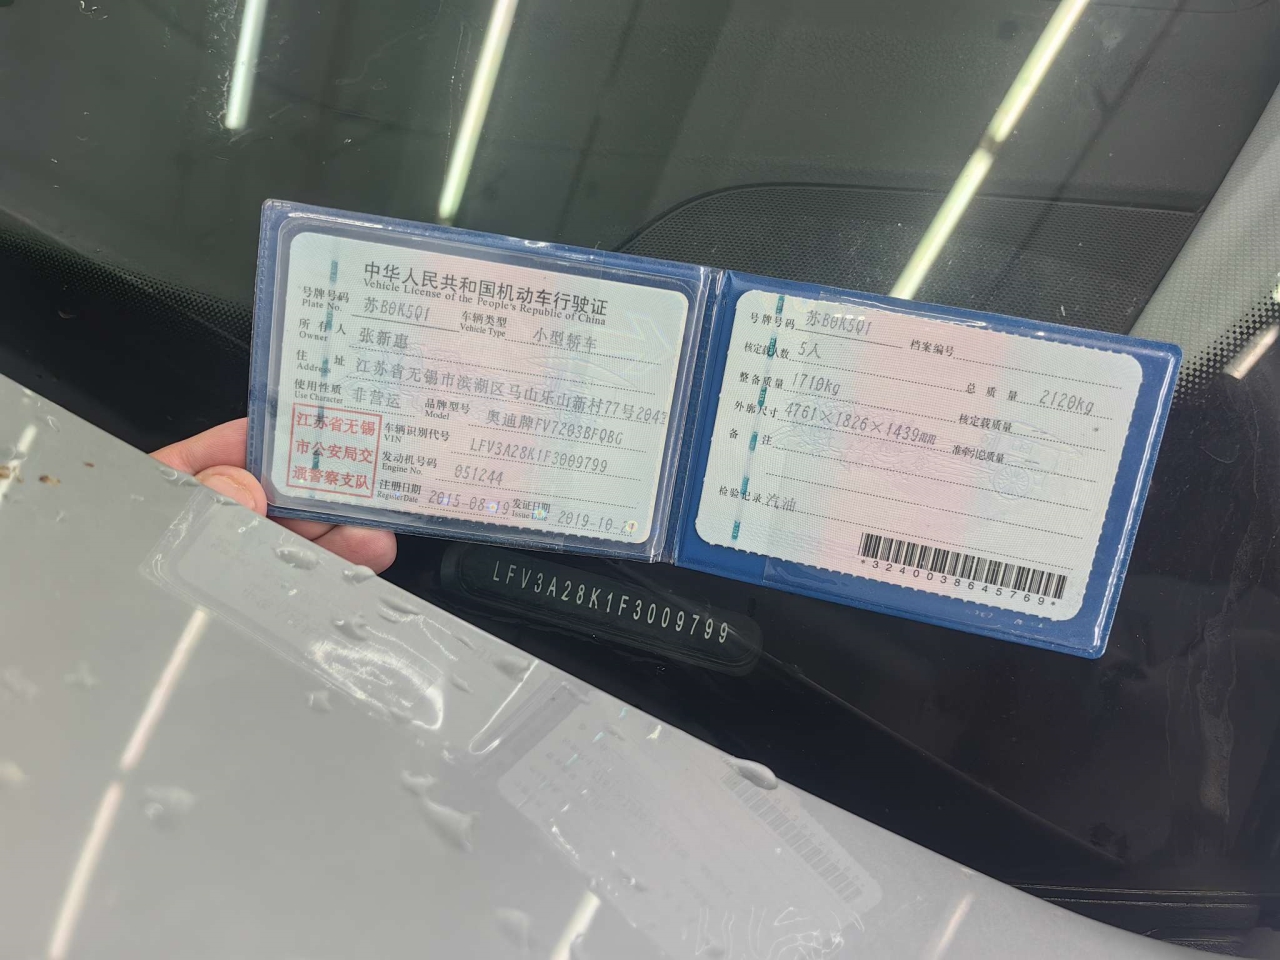 中华人民共和国机动车行驶证
Vehicle License of the People's Republic of China
号牌号码 苏B0K5Q1 车辆类型 小型轿车
Plate No. Vehicle Type
所有人 张新惠
Owner
住址 江苏省无锡市滨湖区马山乐山新村77号204室
Address
使用性质 非营运 品牌型号 奥迪牌FV7203BFQBG
Use Character Model
江苏省无锡
市公安局交
通警察支队
车辆识别代号 LFV3A28K1F3009799
VIN
发动机号码 051244
Engine No.
注册日期 2015-08-19 发证日期 2019-10-
Register Date Issue Date
号牌号码 苏B0K5Q1 档案编号
核定载人数 5人 总质量 2120kg
整备质量 1710kg 核定载质量
外廓尺寸 4761×1826×1439mm 准牵引总质量
备注
检验记录 汽油
*3240038645769*
LFV3A28K1F3009799